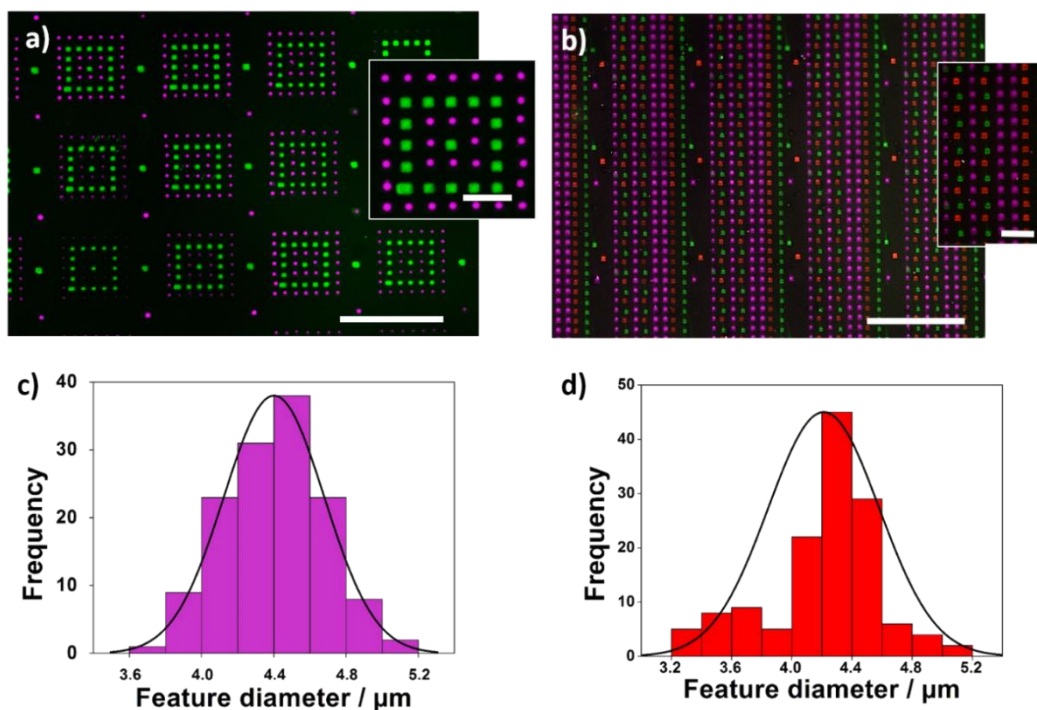 a)
b)
c)
40
30
20
10
0
Frequency
3.6 4.0 4.4 4.8 5.2
Feature diameter / μm
d)
50
40
30
20
10
0
Frequency
3.2 3.6 4.0 4.4 4.8 5.2
Feature diameter / μm